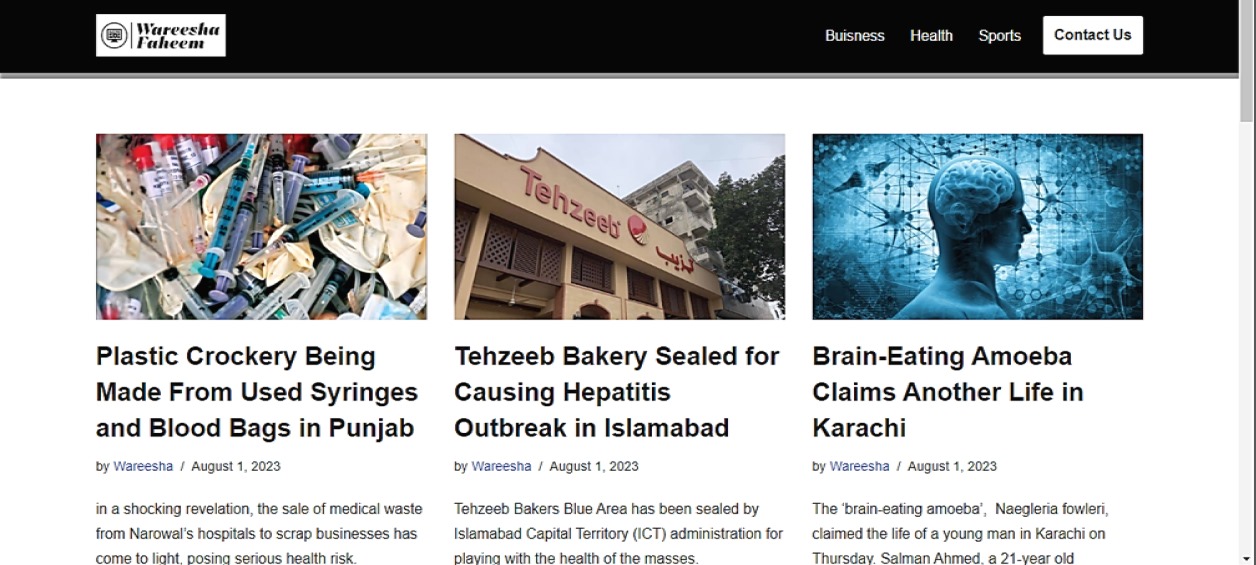 Wareesha
Faheem
Buisness
Health
Sports
Contact Us
Tehzeeb
تہذیب
Plastic Crockery Being
Made From Used Syringes
and Blood Bags in Punjab
by Wareesha / August 1, 2023
in a shocking revelation, the sale of medical waste
from Narowal’s hospitals to scrap businesses has
come to light, posing serious health risk.
Tehzeeb Bakery Sealed for
Causing Hepatitis
Outbreak in Islamabad
by Wareesha / August 1, 2023
Tehzeeb Bakers Blue Area has been sealed by
Islamabad Capital Territory (ICT) administration for
playing with the health of the masses.
Brain-Eating Amoeba
Claims Another Life in
Karachi
by Wareesha / August 1, 2023
The ‘brain-eating amoeba’,  Naegleria fowleri,
claimed the life of a young man in Karachi on
Thursday. Salman Ahmed, a 21-year old